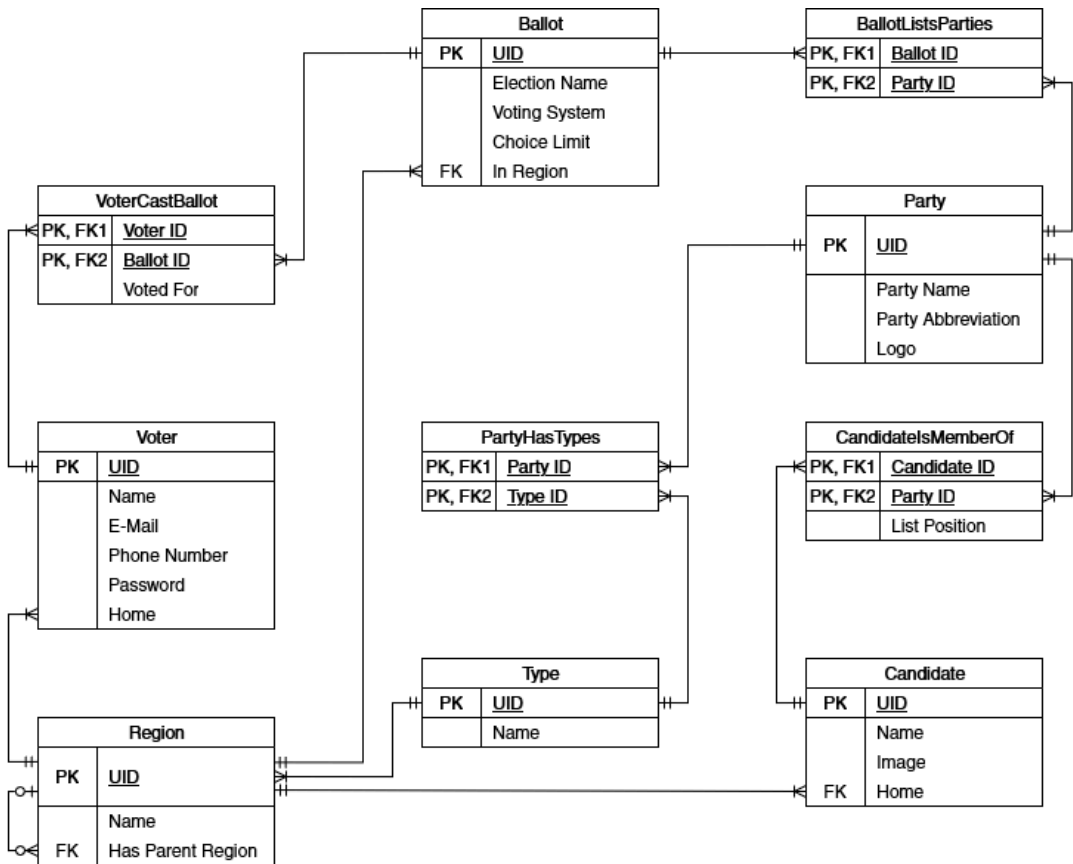 Ballot
PK UID
Election Name
Voting System
Choice Limit
FK In Region
BallotListsParties
PK, FK1 Ballot ID
PK, FK2 Party ID
VoterCastBallot
PK, FK1 Voter ID
PK, FK2 Ballot ID
Voted For
Party
PK UID
Party Name
Party Abbreviation
Logo
Voter
PK UID
Name
E-Mail
Phone Number
Password
Home
PartyHasTypes
PK, FK1 Party ID
PK, FK2 Type ID
CandidateIsMemberOf
PK, FK1 Candidate ID
PK, FK2 Party ID
List Position
Type
PK UID
Name
Candidate
PK UID
Name
Image
FK Home
Region
PK UID
Name
FK Has Parent Region